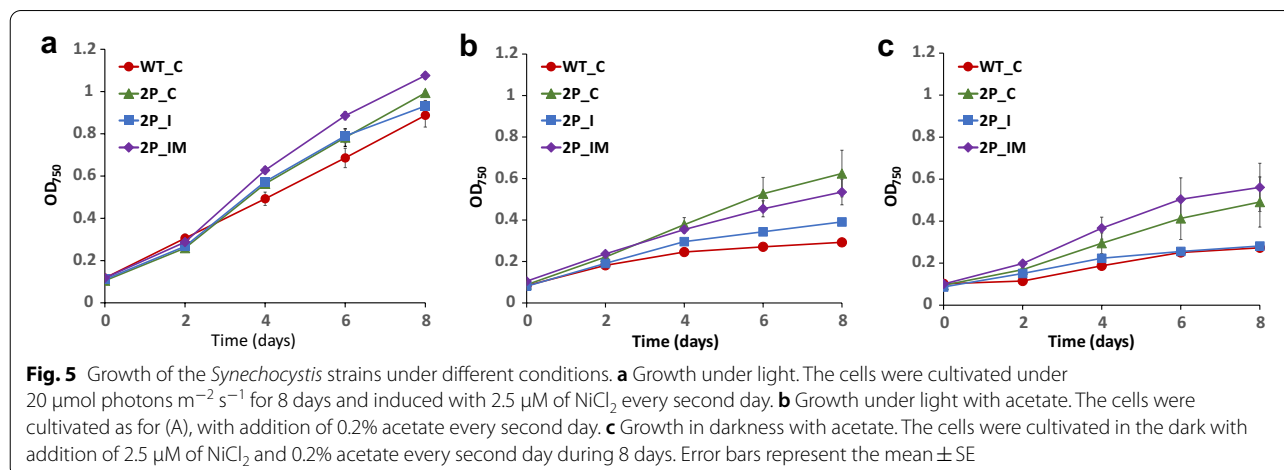 a
1.2
1
0.8
0.6
0.4
0.2
0
OD750
WT_C
2P_C
2P_I
2P_IM
0 2 4 6 8
Time (days)
b
1.2
1
0.8
0.6
0.4
0.2
0
OD750
WT_C
2P_C
2P_I
2P_IM
0 2 4 6 8
Time (days)
c
1.2
1
0.8
0.6
0.4
0.2
0
OD750
WT_C
2P_C
2P_I
2P_IM
0 2 4 6 8
Time (days)
Fig. 5 Growth of the Synechocystis strains under different conditions. a Growth under light. The cells were cultivated under
20 μmol photons m−2 s−1 for 8 days and induced with 2.5 μM of NiCl2 every second day. b Growth under light with acetate. The cells were
cultivated as for (A), with addition of 0.2% acetate every second day. c Growth in darkness with acetate. The cells were cultivated in the dark with
addition of 2.5 μM of NiCl2 and 0.2% acetate every second day during 8 days. Error bars represent the mean ± SE